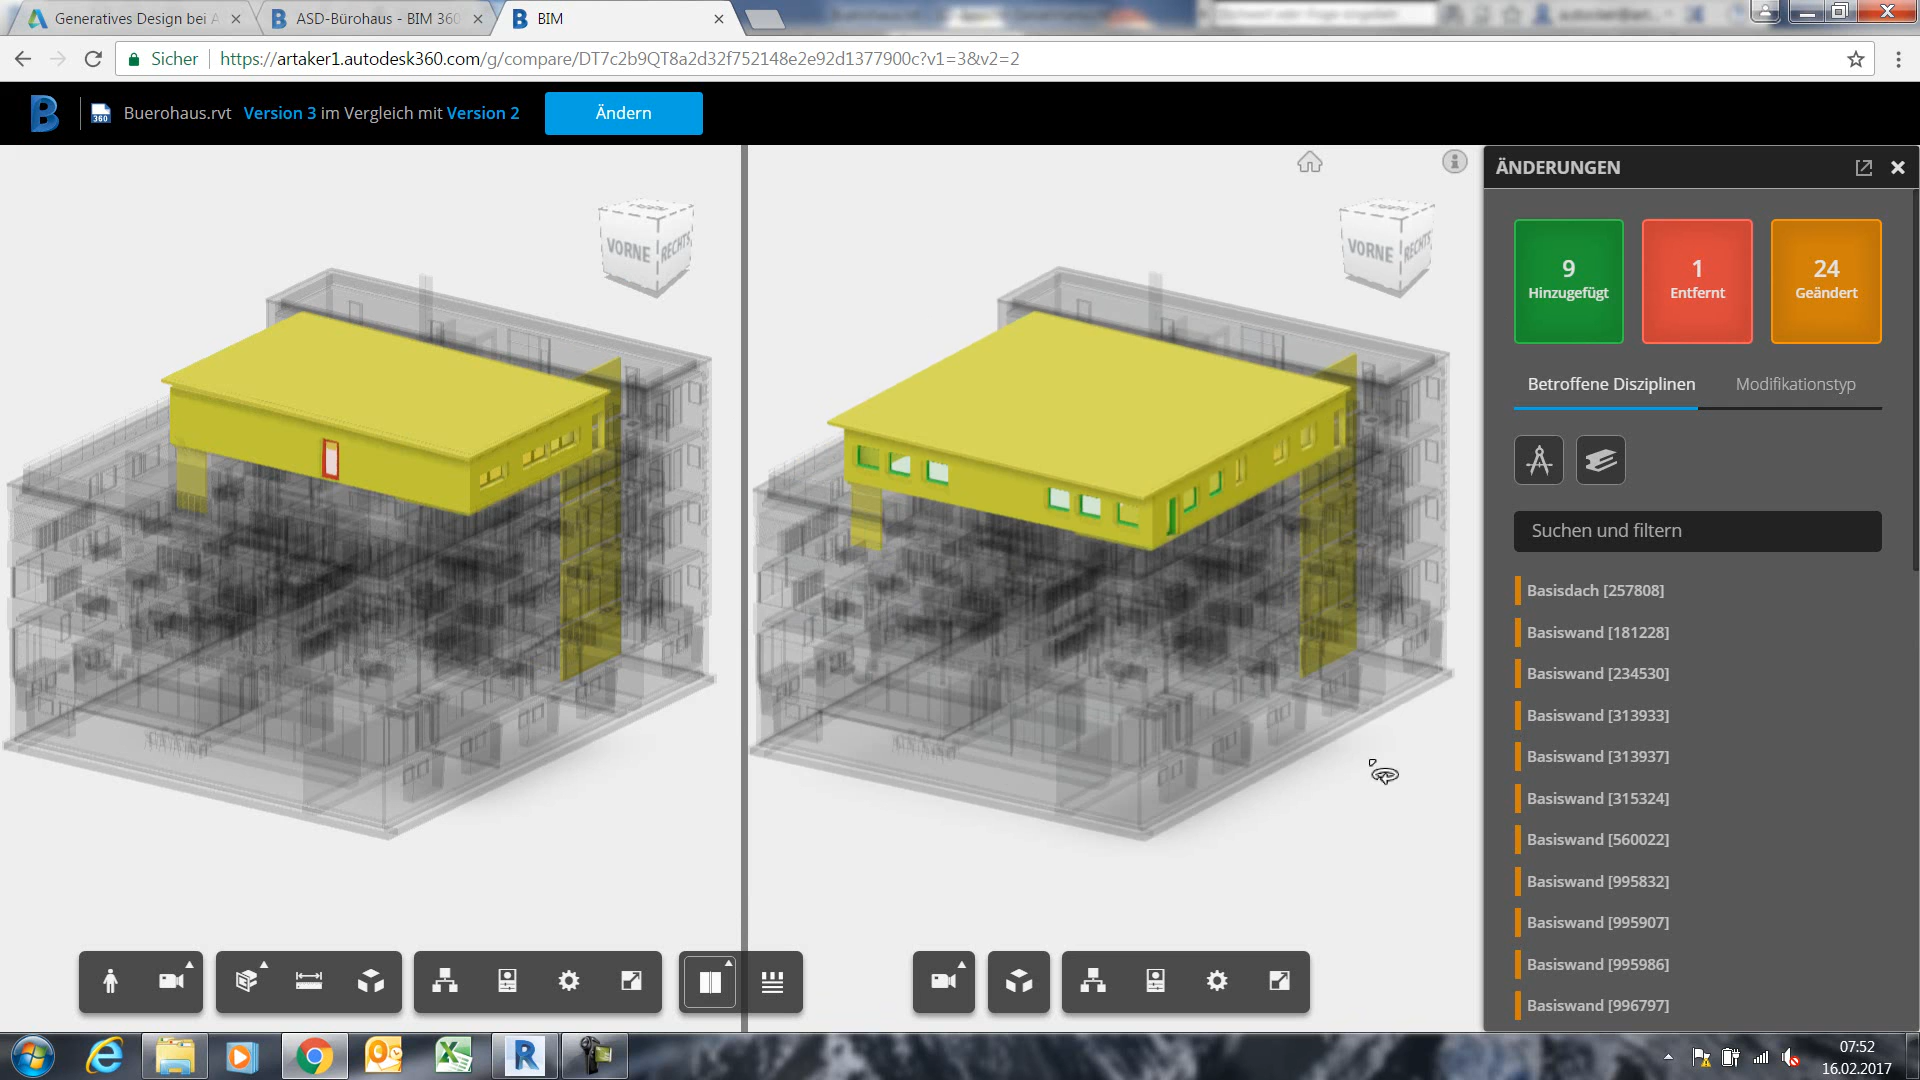 Generatives Design bei A
ASD-Bürohaus - BIM 360
BIM
Sicher
https://artaker1.autodesk360.com/g/compare/DT7c2b9QT8a2d32f752148e2e92d1377900c?v1=3&v2=2
360
Buerohaus.rvt Version 3 im Vergleich mit Version 2
Ändern
VORNE
RECHTS
VORNE
RECHTS
ÄNDERUNGEN
9
Hinzugefügt
1
Entfernt
24
Geändert
Betroffene Disziplinen
Modifikationstyp
Suchen und filtern
Basisdach [257808]
Basiswand [181228]
Basiswand [234530]
Basiswand [313933]
Basiswand [313937]
Basiswand [315324]
Basiswand [560022]
Basiswand [995832]
Basiswand [995907]
Basiswand [995986]
Basiswand [996797]
07:52
16.02.2017